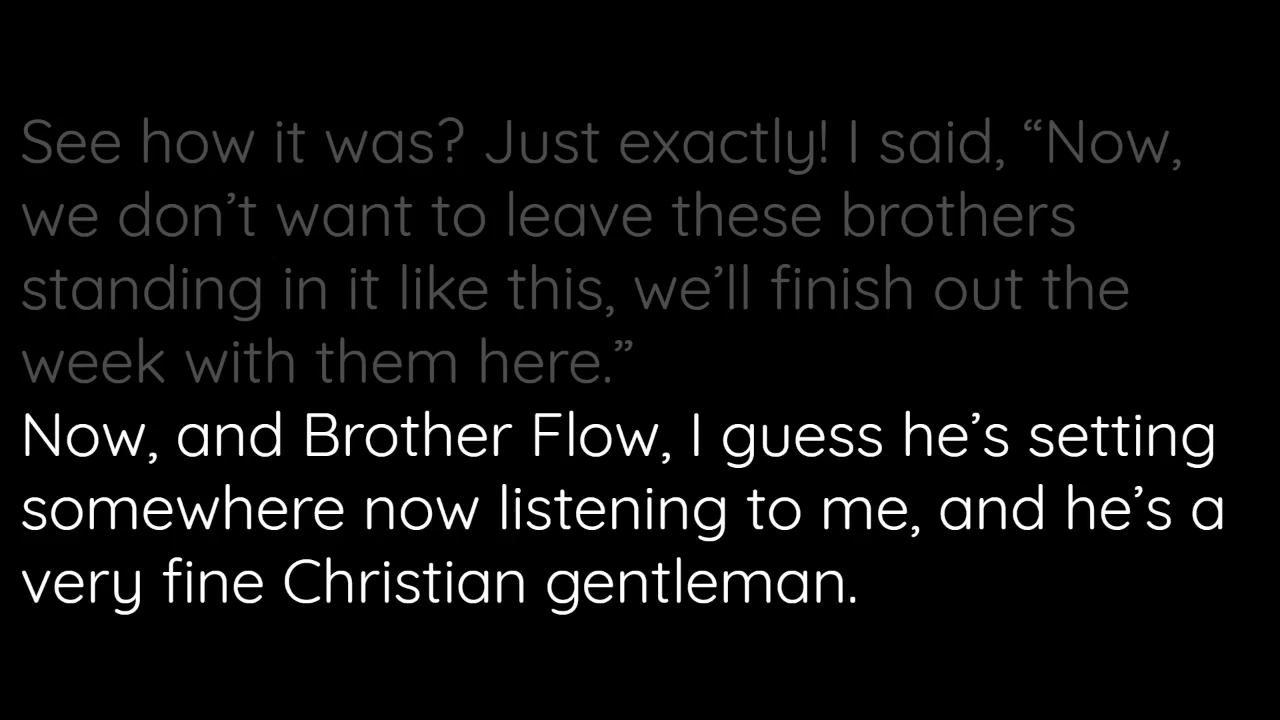 See how it was? Just exactly! I said, “Now,
we don’t want to leave these brothers
standing in it like this, we’ll finish out the
week with them here.”
Now, and Brother Flow, I guess he’s setting
somewhere now listening to me, and he’s a
very fine Christian gentleman.